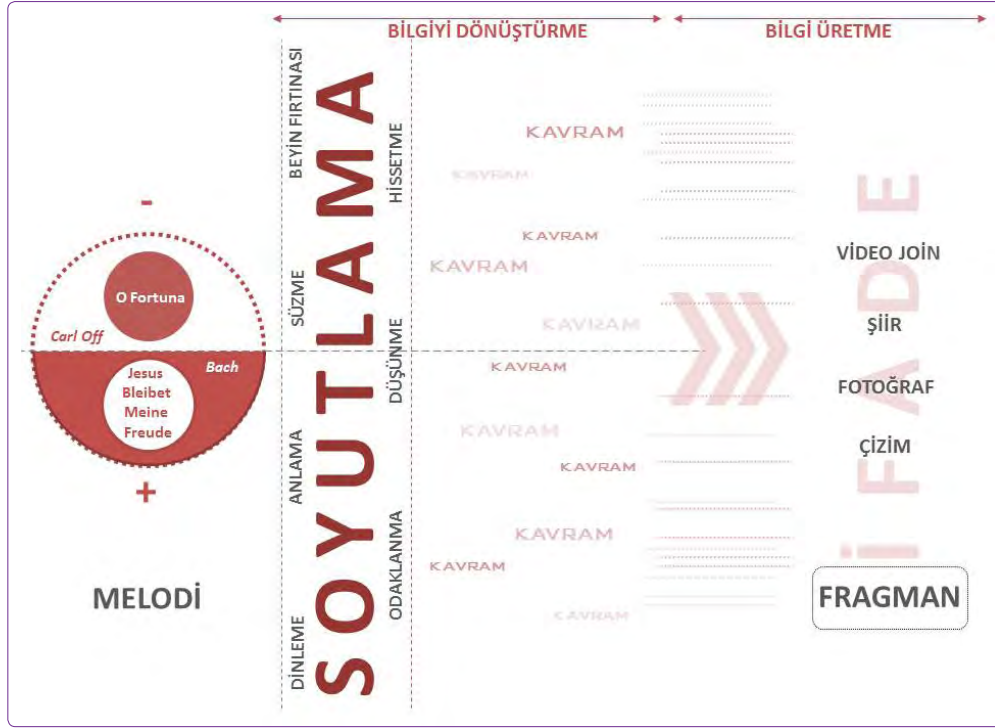 BİLGİYİ DÖNÜŞTÜRME
BİLGİ ÜRETME
-
O Fortuna
Carl Off
Bach
Jesus
Bleibet
Meine
Freude
+
MELODİ
BEYİN FIRTINASI
SÜZME
ANLAMA
DİNLEME
SOYUTLAMA
HİSSETME
DÜŞÜNME
ODAKLANMA
KAVRAM
KAVRAM
KAVRAM
KAVRAM
KAVRAM
KAVRAM
KAVRAM
KAVRAM
KAVRAM
KAVRAM
KAVRAM
İFADE
VİDEO JOİN
ŞİİR
FOTOĞRAF
ÇİZİM
FRAGMAN